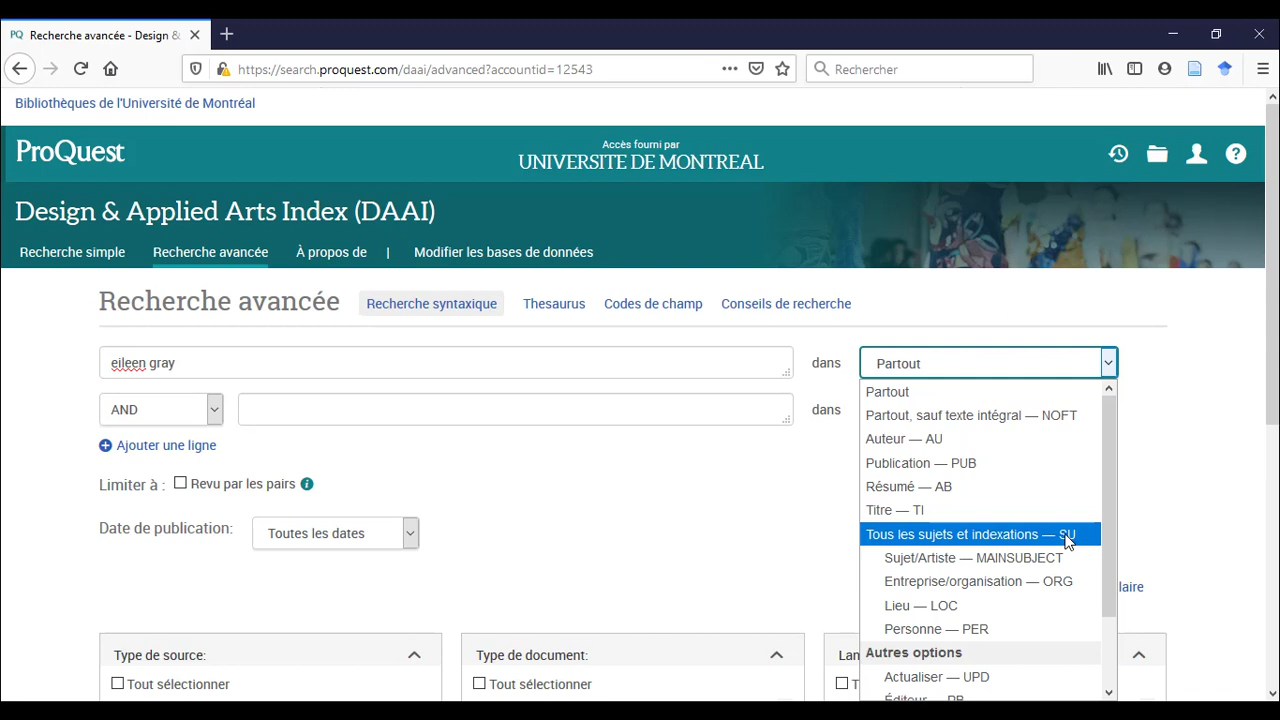 Recherche avancée - Design &
https://search.proquest.com/daai/advanced?accountid=12543
Rechercher
Bibliothèques de l'Université de Montréal
ProQuest
Accès fourni par
UNIVERSITE DE MONTREAL
Design & Applied Arts Index (DAAI)
Recherche simple Recherche avancée À propos de | Modifier les bases de données
Recherche avancée Recherche syntaxique Thesaurus Codes de champ Conseils de recherche
eileen gray dans Partout
Partout
AND dans
Partout, sauf texte intégral — NOFT
Auteur — AU
Ajouter une ligne
Publication — PUB
Limiter à : Revu par les pairs
Résumé — AB
Titre — TI
Date de publication: Toutes les dates
Tous les sujets et indexations — SU
Sujet/Artiste — MAINSUBJECT
Entreprise/organisation — ORG
laire
Lieu — LOC
Personne — PER
Type de source: Type de document: Lan
Autres options
Tout sélectionner Tout sélectionner T
Actualiser — UPD
Éditeur — PB